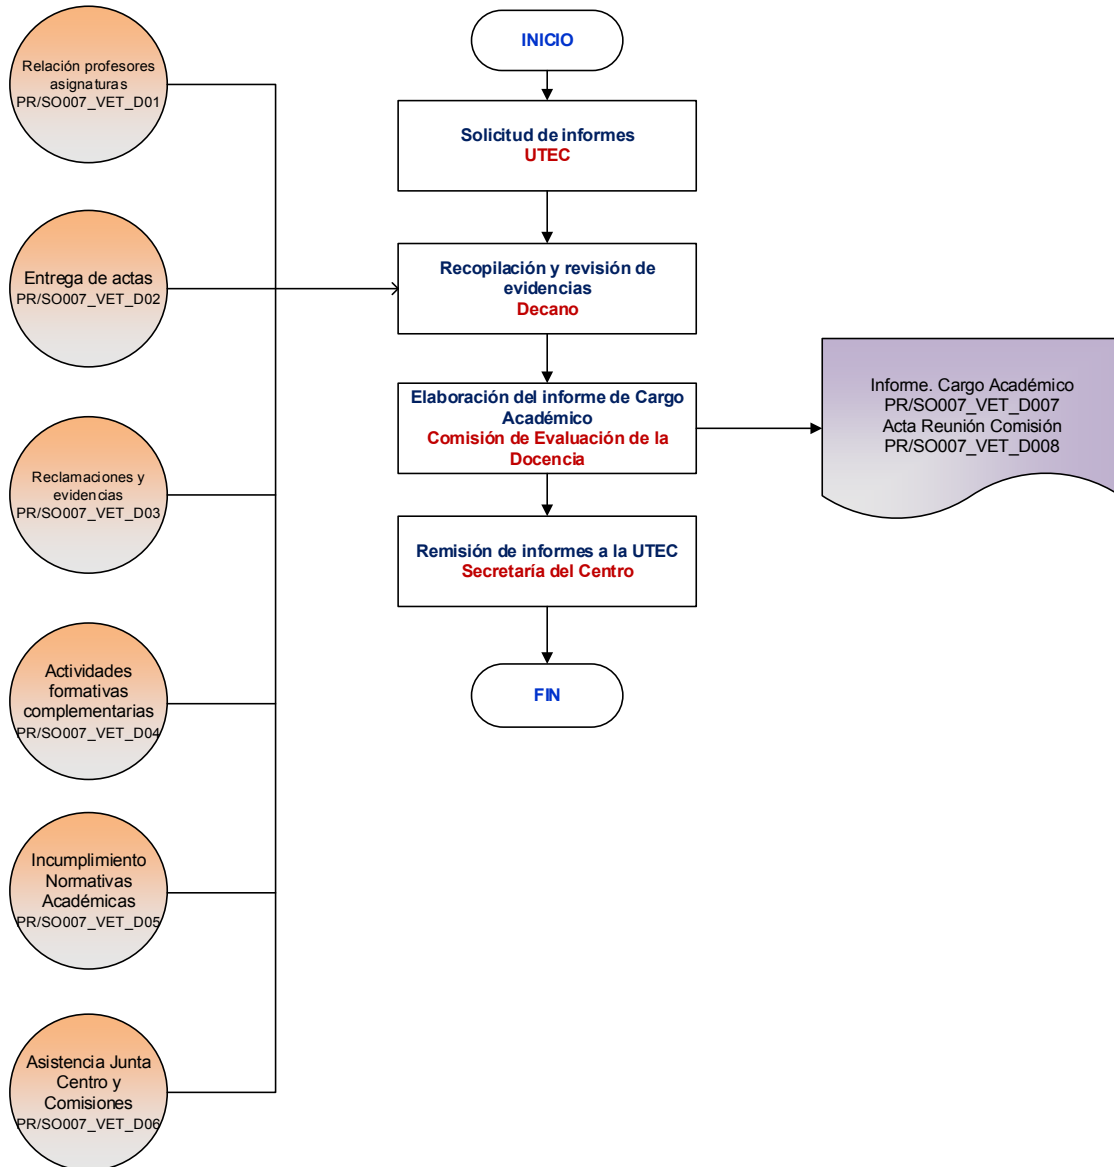 Relación profesores
asignaturas
PR/SO007_VET_D01
Entrega de actas
PR/SO007_VET_D02
Reclamaciones y
evidencias
PR/SO007_VET_D03
Actividades
formativas
complementarias
PR/SO007_VET_D04
Incumplimiento
Normativas
Académicas
PR/SO007_VET_D05
Asistencia Junta
Centro y
Comisiones
PR/SO007_VET_D06
INICIO
Solicitud de informes
UTEC
Recopilación y revisión de
evidencias
Decano
Elaboración del informe de Cargo
Académico
Comisión de Evaluación de la
Docencia
Remisión de informes a la UTEC
Secretaría del Centro
FIN
Informe. Cargo Académico
PR/SO007_VET_D007
Acta Reunión Comisión
PR/SO007_VET_D008